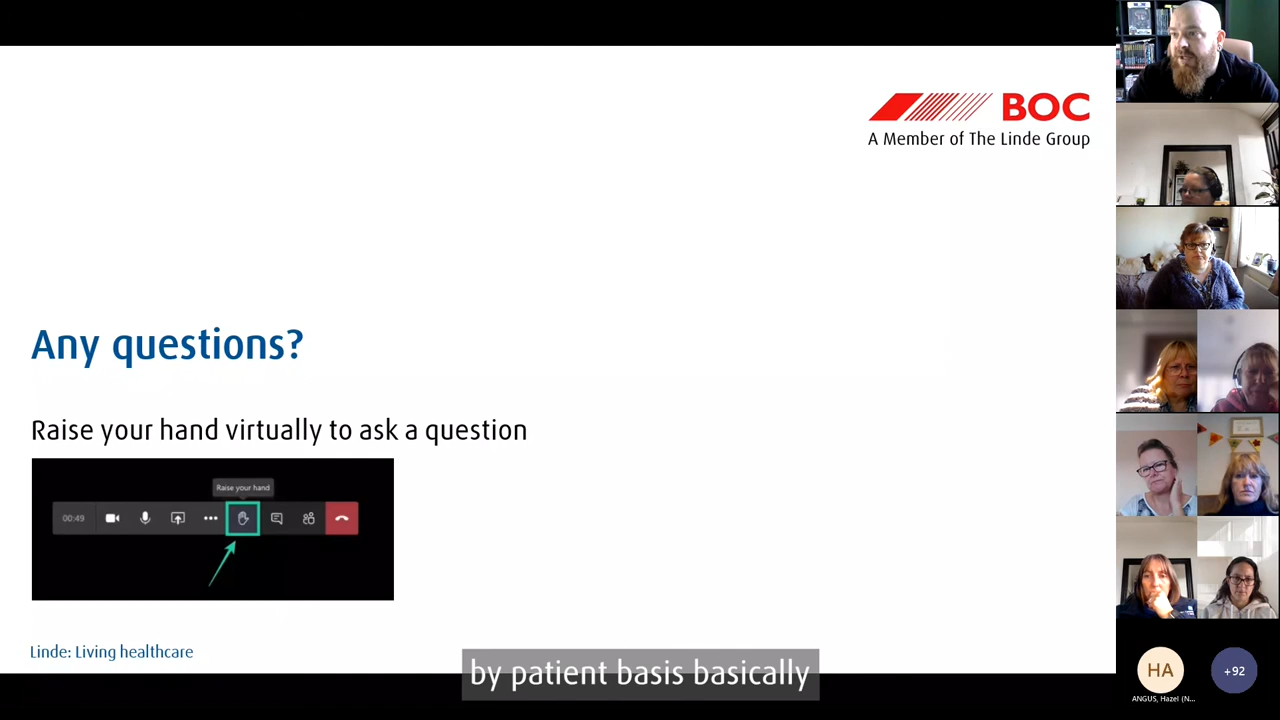 BOC
A Member of The Linde Group
Any questions?
Raise your hand virtually to ask a question
Raise your hand
00:49
Linde: Living healthcare
by patient basis basically
HA
+92
ANGUS, Hazel (N...